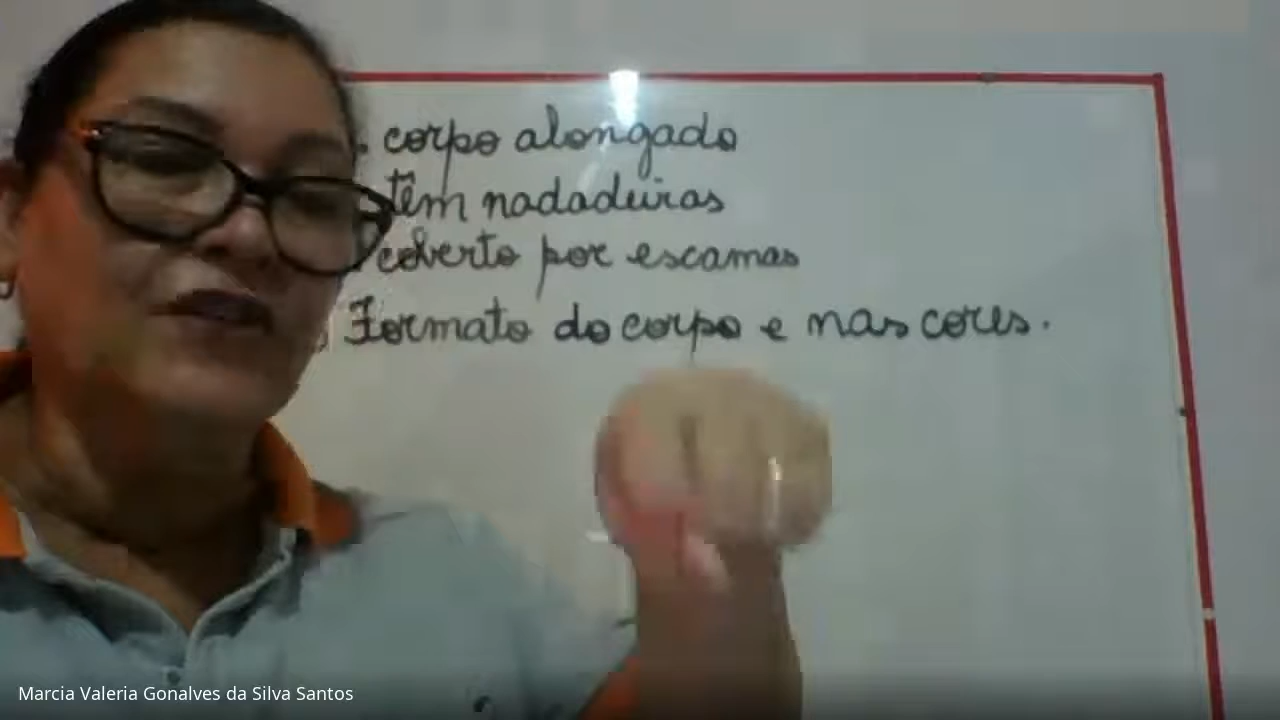 . corpo alongado
têm nadadeiras
coberto por escamas
Formato do corpo e nas cores.
Marcia Valeria Gonalves da Silva Santos